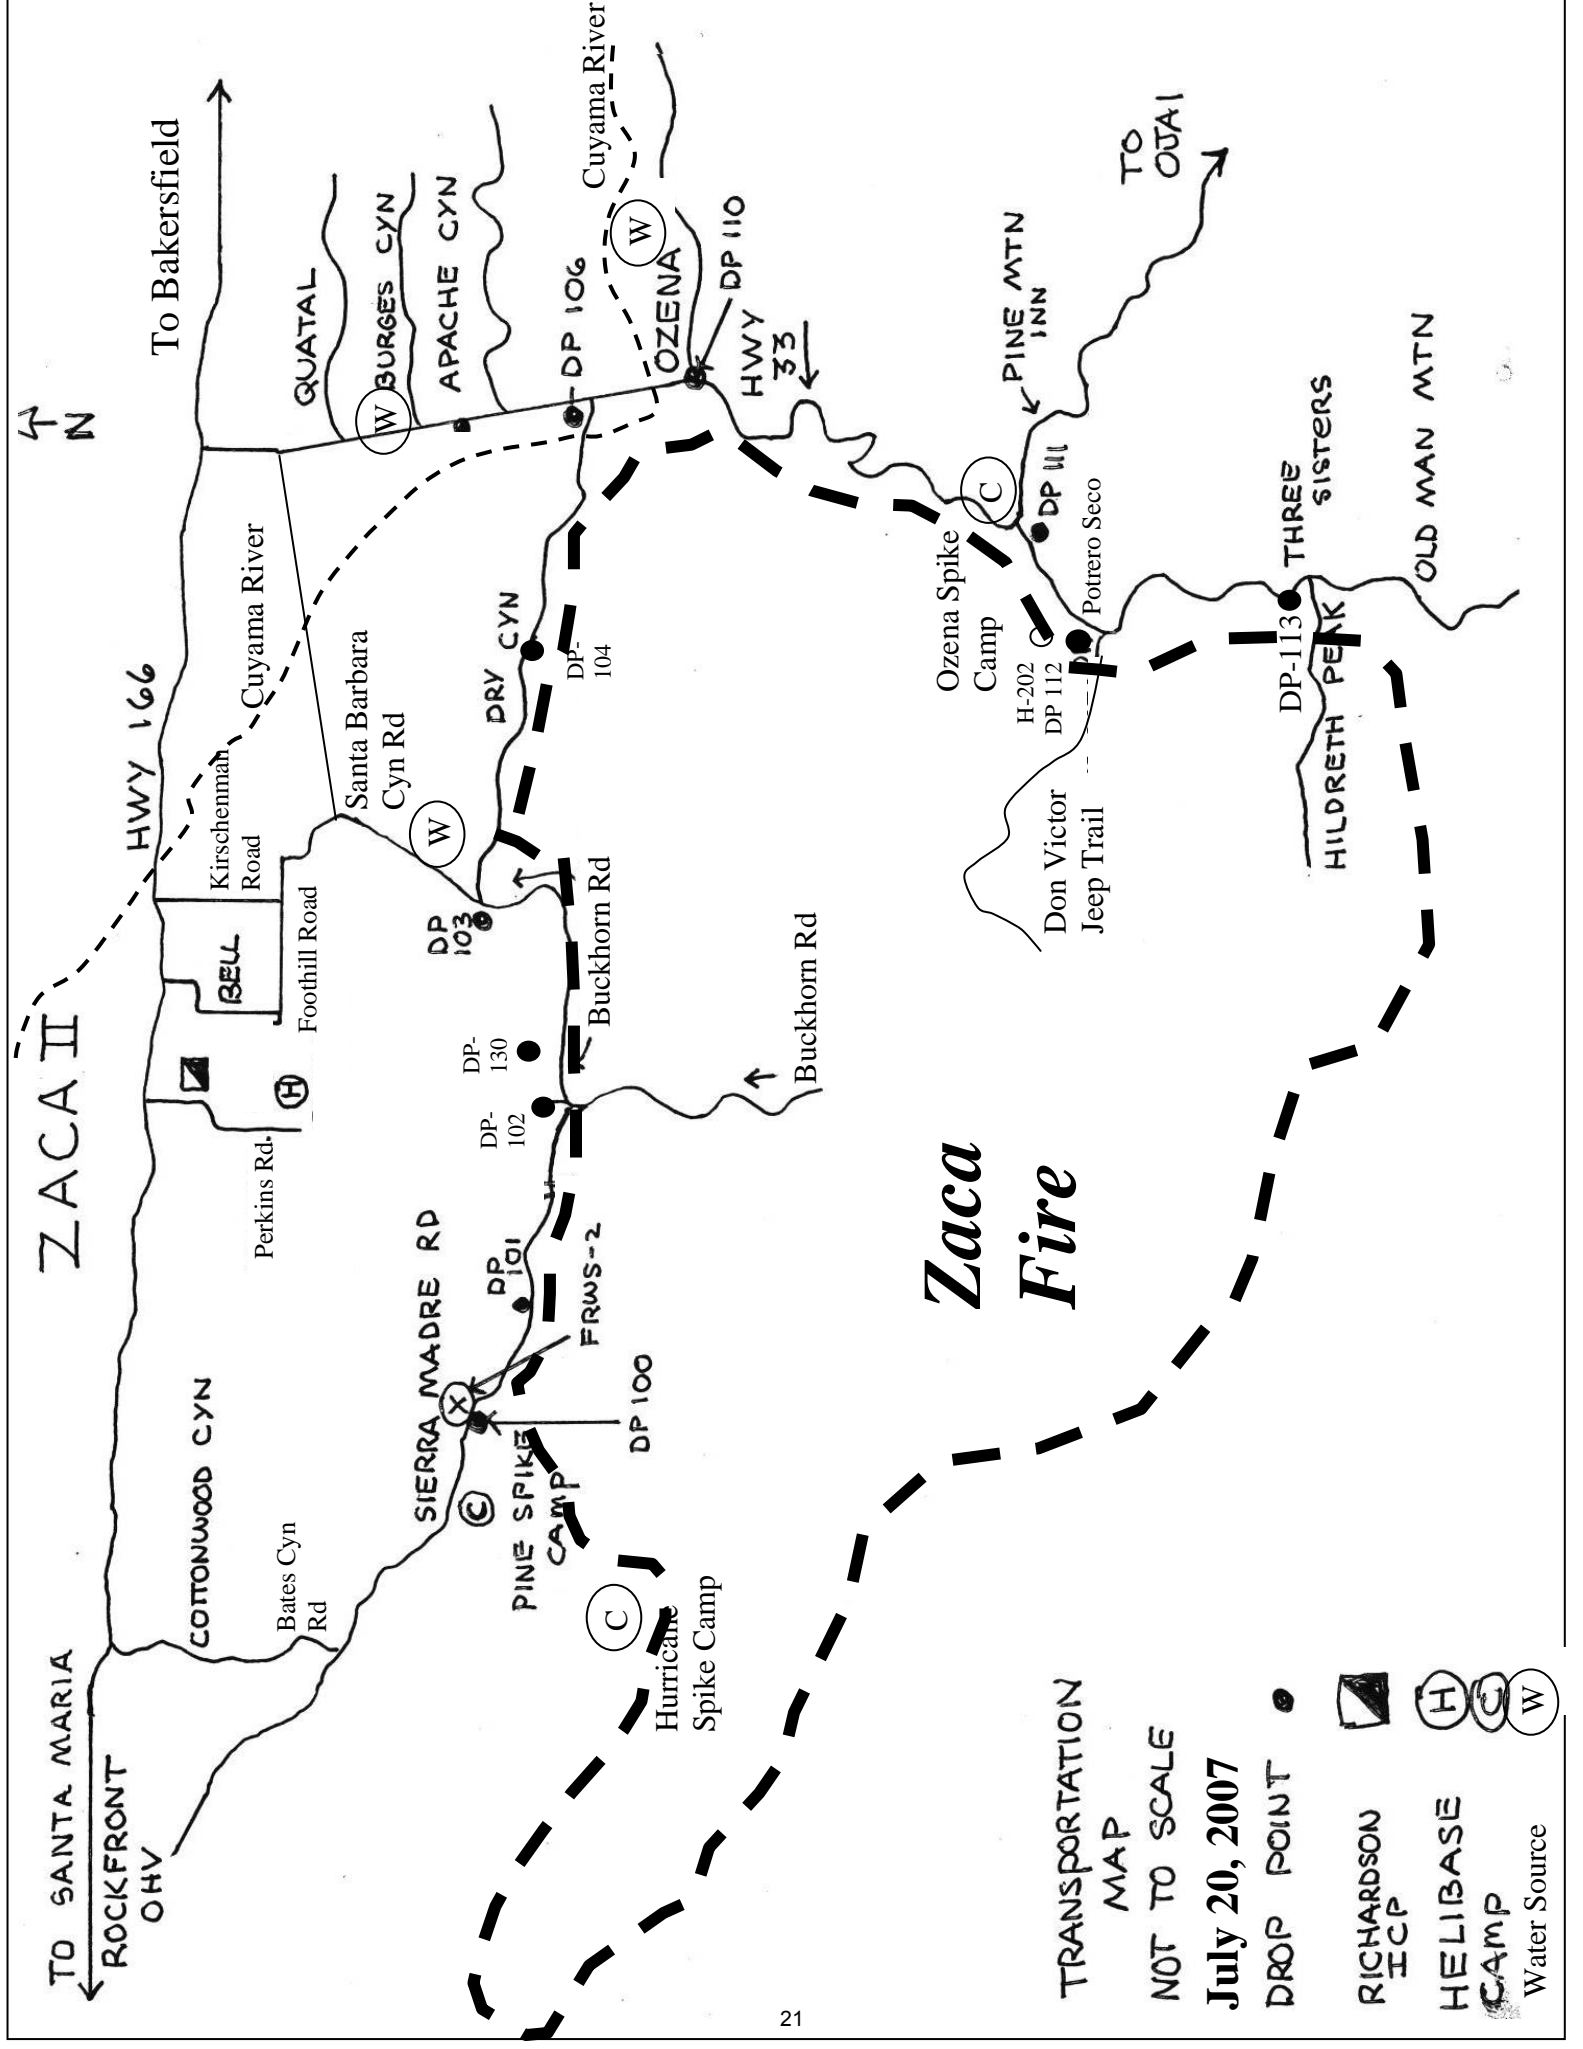 ZACA II
N
TO SANTA MARIA
ROCKFRONT
OHV
HWY 166
To Bakersfield
COTTONWOOD CYN
Bates Cyn
Rd
Perkins Rd.
H
BELL
Foothill Road
Kirschenman
Road
Cuyama River
Santa Barbara
Cyn Rd
W
QUATAL
W
BURGES CYN
APACHE CYN
DP 106
Cuyama River
W
OZENA
DP 110
HWY
33
SIERRA MADRE RD
X
C
PINE SPIKE
CAMP
DP 100
FRWS-2
DP
101
DP-
102
DP-
130
DP
103
DRY CYN
DP-
104
Buckhorn Rd
Buckhorn Rd
C
Hurricane
Spike Camp
Zaca
Fire
Ozena Spike
Camp
C
DP 111
PINE MTN
INN
TO
OJAI
H-202
DP 112
Potrero Seco
Don Victor
Jeep Trail
DP-113
THREE
SISTERS
HILDRETH PEAK
OLD MAN MTN
TRANSPORTATION
MAP
NOT TO SCALE
July 20, 2007
DROP POINT
RICHARDSON
ICP
HELIBASE
H
CAMP
C
Water Source
W
21